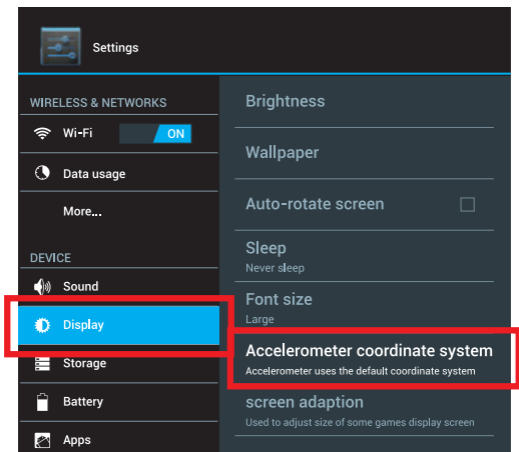 Settings
WIRELESS & NETWORKS
Wi-Fi ON
Data usage
More...
DEVICE
Sound
Display
Storage
Battery
Apps
Brightness
Wallpaper
Auto-rotate screen
Sleep
Never sleep
Font size
Large
Accelerometer coordinate system
Accelerometer uses the default coordinate system
screen adaption
Used to adjust size of some games display screen